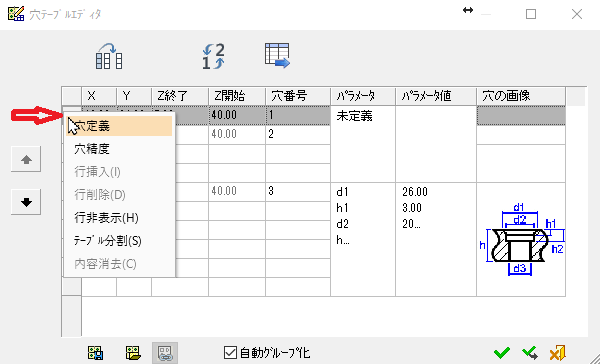 穴ﾃｰﾌﾞﾙｴﾃﾞｨﾀ
X Y Z終了 Z開始 穴番号 ﾊﾟﾗﾒｰﾀ ﾊﾟﾗﾒｰﾀ値 穴の画像
40.00 1 未定義
穴定義
40.00 2
穴精度
行挿入(I)
行削除(D)
40.00 3 d1 26.00
h1 3.00
行非表示(H)
d2 20...
ﾃｰﾌﾞﾙ分割(S)
h...
内容消去(C)
d1
d2
h1
h
h2
d3
自動ｸﾞﾙｰﾌﾟ化